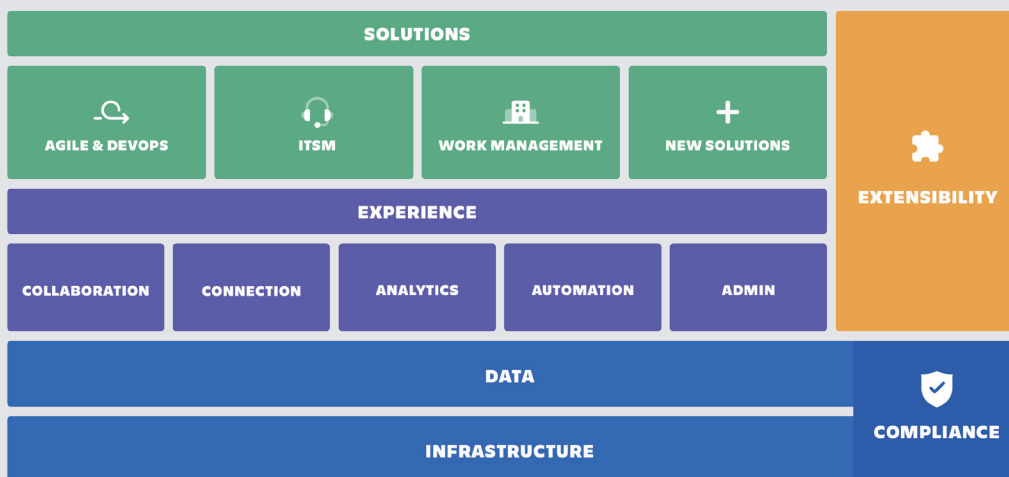 SOLUTIONS
AGILE & DEVOPS
ITSM
WORK MANAGEMENT
NEW SOLUTIONS
EXTENSIBILITY
EXPERIENCE
COLLABORATION
CONNECTION
ANALYTICS
AUTOMATION
ADMIN
DATA
COMPLIANCE
INFRASTRUCTURE